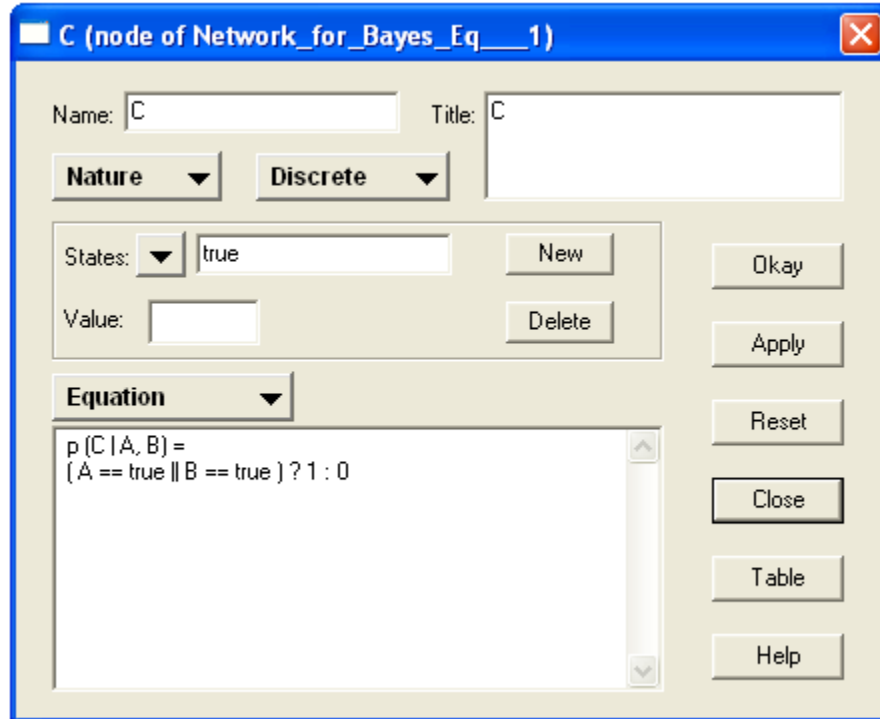 C (node of Network_for_Bayes_Eq___1)
Name: C Title: C
Nature Discrete
States: true New
Okay
Value: Delete
Apply
Equation
Reset
p (C | A, B) =
( A == true || B == true ) ? 1 : 0
Close
Table
Help